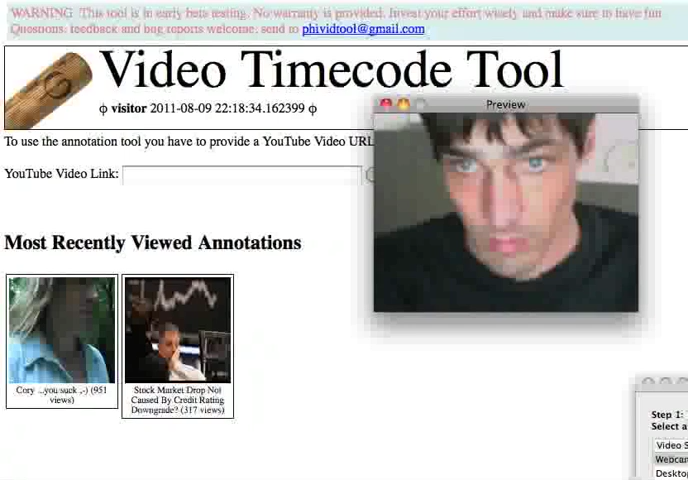 WARNING: This tool is in early beta testing. No warranty is provided. Invest your effort wisely and make sure to have fun
Questions, feedback and bug reports welcome, send to phividtool@gmail.com
Video Timecode Tool
ф visitor 2011-08-09 22:18:34.162399 ф
Preview
To use the annotation tool you have to provide a YouTube Video URL
YouTube Video Link:
Most Recently Viewed Annotations
Cory ...you suck ,-) (951
views)
Stock Market Drop Not
Caused By Credit Rating
Downgrade? (317 views)
Step 1:
Select a
Video S
Webcam
Deskto